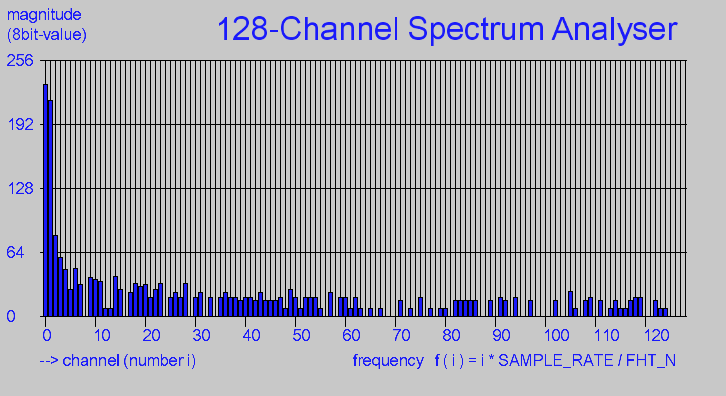 magnitude
(8bit-value)
128-Channel Spectrum Analyser
256
192
128
64
0
0 10 20 30 40 50 60 70 80 90 100 110 120
--> channel (number i) frequency f ( i ) = i * SAMPLE_RATE / FHT_N